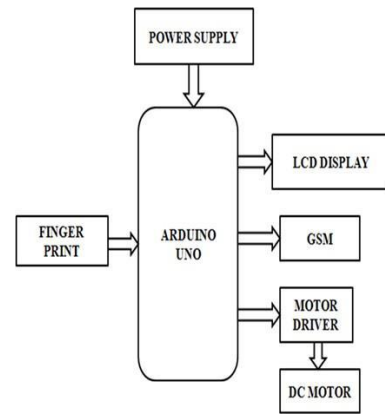 POWER SUPPLY
LCD DISPLAY
FINGER
PRINT
ARDUINO
UNO
GSM
MOTOR
DRIVER
DC MOTOR